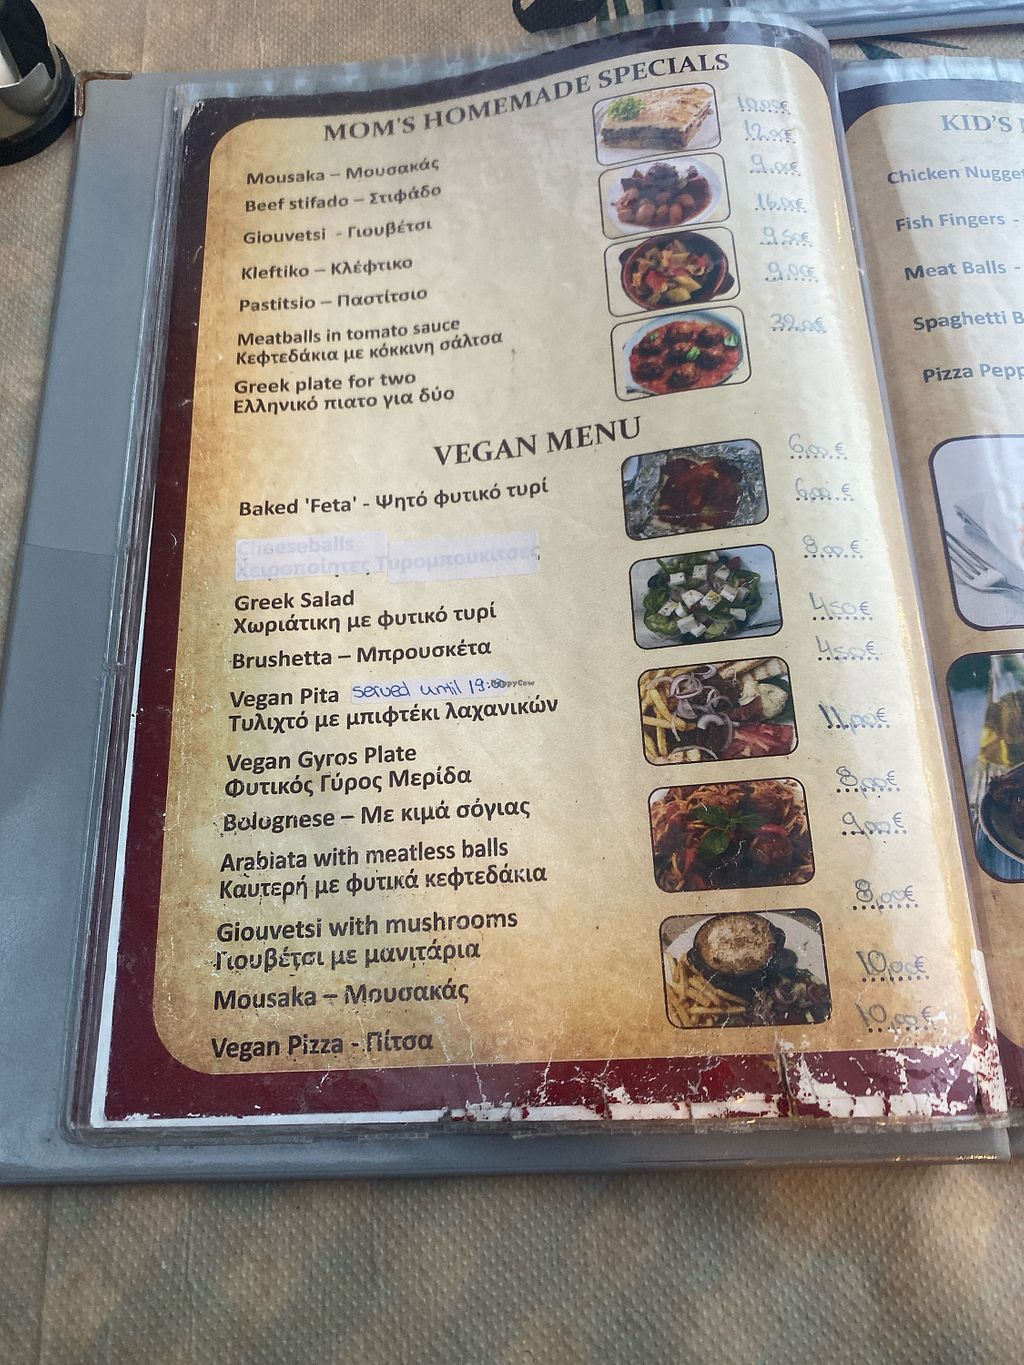 MOM'S HOMEMADE SPECIALS
Mousaka – Μουσακάς 10,00€
Beef stifado – Στιφάδο 12,00€
Giouvetsi - Γιουβέτσι 9,00€
Kleftiko – Κλέφτικο 16,00€
Pastitsio – Παστίτσιο 9,50€
Meatballs in tomato sauce 9,00€
Κεφτεδάκια με κόκκινη σάλτσα
Greek plate for two 32,00€
Ελληνικό πιατο για δύο
VEGAN MENU
Baked 'Feta' - Ψητό φυτικό τυρί 6,00€
Cheeseballs 6,00€
Χειροποίητες Τυρομπουκίτσες
Greek Salad 8,00€
Χωριάτικη με φυτικό τυρί
Brushetta – Μπρουσκέτα 4,50€
Vegan Pita served until 19:00 4,50€
HappyCow
Τυλιχτό με μπιφτέκι λαχανικών
Vegan Gyros Plate 11,00€
Φυτικός Γύρος Μερίδα
Bolognese – Με κιμά σόγιας 8,00€
Arabiata with meatless balls 9,00€
Καυτερή με φυτικά κεφτεδάκια
Giouvetsi with mushrooms 8,00€
Γιουβέτσι με μανιτάρια
Mousaka – Μουσακάς 10,00€
Vegan Pizza - Πίτσα 10,00€
KID'S
Chicken
Fish Fingers -
Meat Balls -
Spaghetti
Pizza